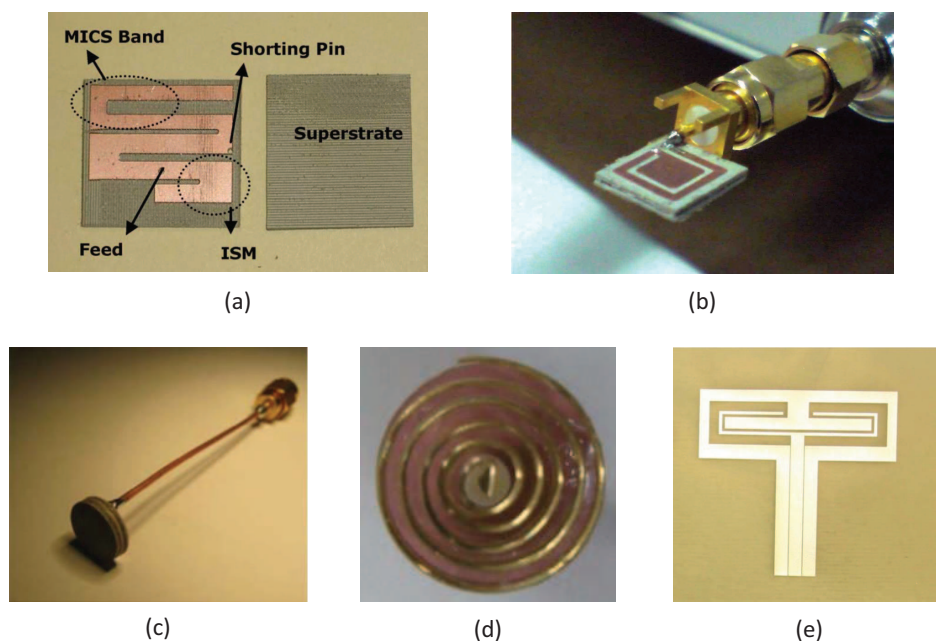 MICS Band
Shorting Pin
Superstrate
Feed
ISM
(a)
(b)
(c)
(d)
(e)